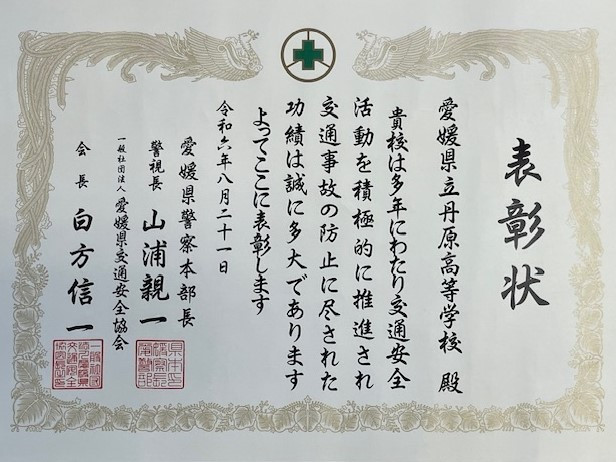 表彰状
愛媛県立丹原高等学校 殿
貴校は多年にわたり交通安全
活動を積極的に推進され
交通事故の防止に尽された
功績は誠に多大であります
よってここに表彰します
令和六年八月二十一日
愛媛県警察本部長
警視長 山浦親一
一般社団法人 愛媛県交通安全協会
会長 白方信一